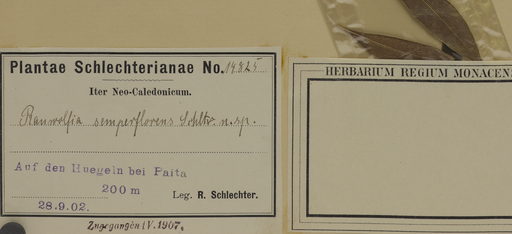 Plantae Schlechterianae No. 14825
Iter Neo-Caledonicum.
Rauwolfia semperflorens Schltr. n. sp.
Auf den Huegeln bei Paita
200 m
Leg. R. Schlechter.
28.9.02.
Zugegangen IV. 1907.
HERBARIUM REGIUM MONACENS